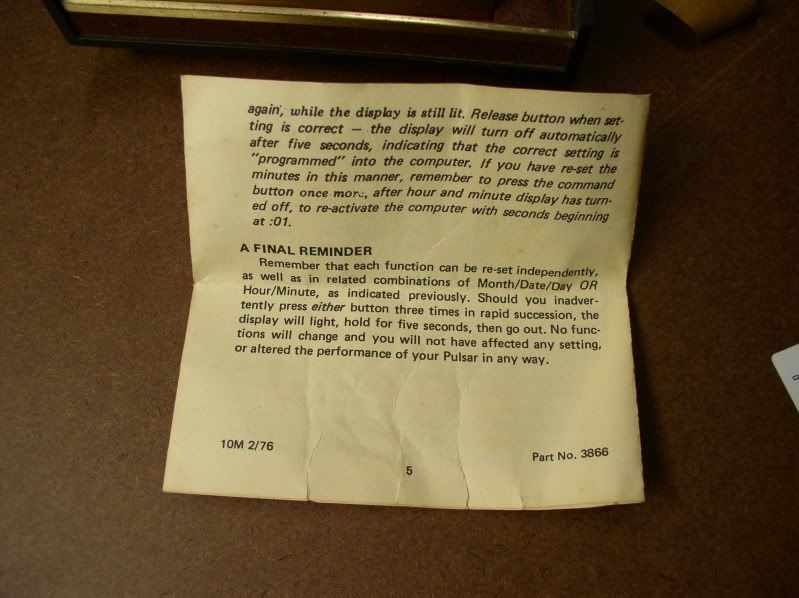 again, while the display is still lit. Release button when set-
ting is correct — the display will turn off automatically
after five seconds, indicating that the correct setting is
"programmed" into the computer. If you have re-set the
minutes in this manner, remember to press the command
button once more, after hour and minute display has turn-
ed off, to re-activate the computer with seconds beginning
at :01.
A FINAL REMINDER
Remember that each function can be re-set independently,
as well as in related combinations of Month/Date/Day OR
Hour/Minute, as indicated previously. Should you inadver-
tently press either button three times in rapid succession, the
display will light, hold for five seconds, then go out. No func-
tions will change and you will not have affected any setting,
or altered the performance of your Pulsar in any way.
10M 2/76
5
Part No. 3866